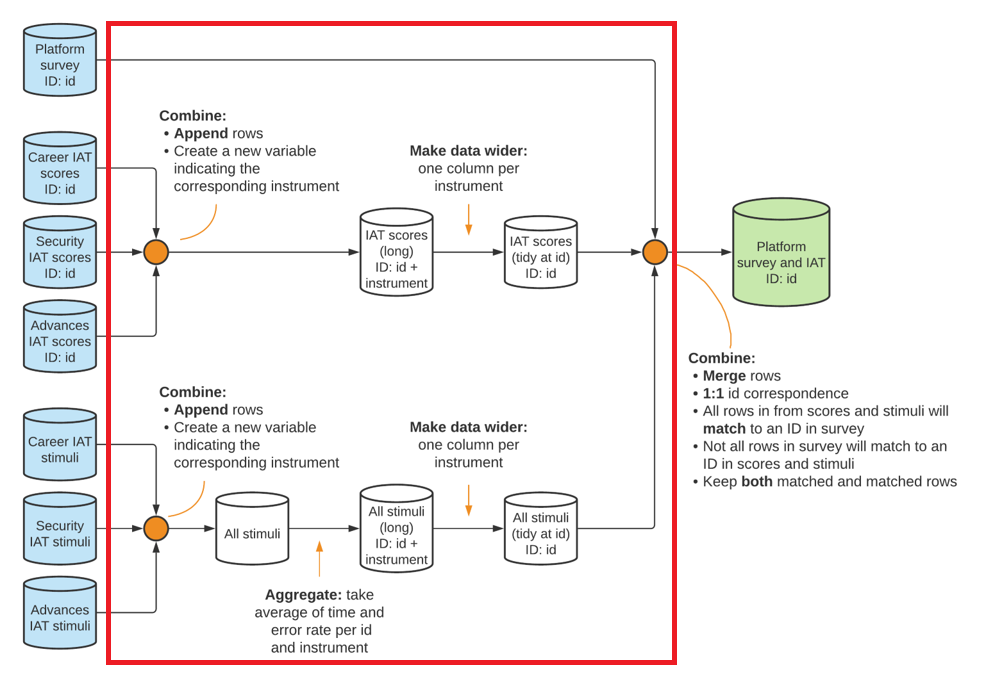 Platform
survey
ID: id
Combine:
• Append rows
• Create a new variable
indicating the
corresponding instrument
Career IAT
scores
ID: id
Make data wider:
one column per
instrument
Security
IAT scores
ID: id
IAT scores
(long)
ID: id +
instrument
IAT scores
(tidy at id)
ID: id
Platform
survey and IAT
ID: id
Advances
IAT scores
ID: id
Combine:
• Merge rows
• 1:1 id correspondence
• All rows in from scores and stimuli will
match to an ID in survey
• Not all rows in survey will match to an
ID in scores and stimuli
• Keep both matched and matched rows
Combine:
• Append rows
• Create a new variable
indicating the
corresponding instrument
Career IAT
stimuli
Make data wider:
one column per
instrument
Security
IAT stimuli
All stimuli
All stimuli
(long)
ID: id +
instrument
All stimuli
(tidy at id)
ID: id
Advances
IAT stimuli
Aggregate: take
average of time and
error rate per id
and instrument